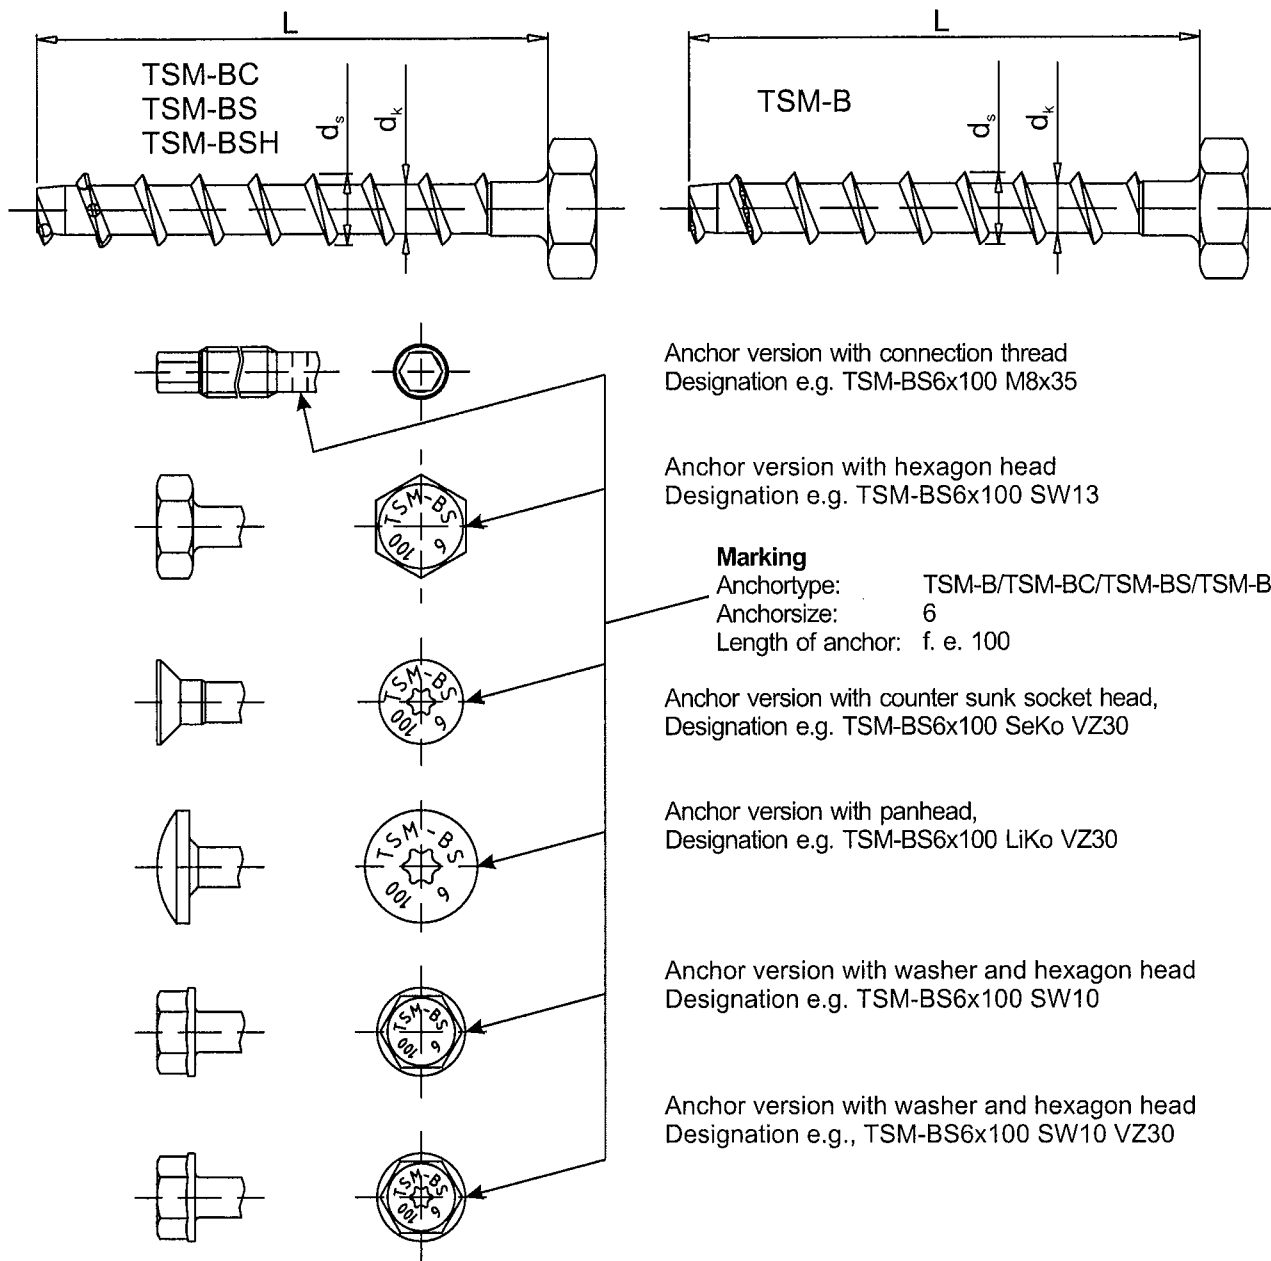 L
TSM-BC
TSM-BS
TSM-BSH
ds
dk
L
TSM-B
ds
dk
Anchor version with connection thread
Designation e.g. TSM-BS6x100 M8x35
Anchor version with hexagon head
Designation e.g. TSM-BS6x100 SW13
TSM-BS
100 6
Marking
Anchortype: TSM-B/TSM-BC/TSM-BS/TSM-B
Anchorsize: 6
Length of anchor: f. e. 100
TSM-BS
100 6
Anchor version with counter sunk socket head,
Designation e.g. TSM-BS6x100 SeKo VZ30
TSM-BS
100 6
Anchor version with panhead,
Designation e.g. TSM-BS6x100 LiKo VZ30
TSM-BS
100 6
Anchor version with washer and hexagon head
Designation e.g. TSM-BS6x100 SW10
TSM-BS
100 6
Anchor version with washer and hexagon head
Designation e.g., TSM-BS6x100 SW10 VZ30